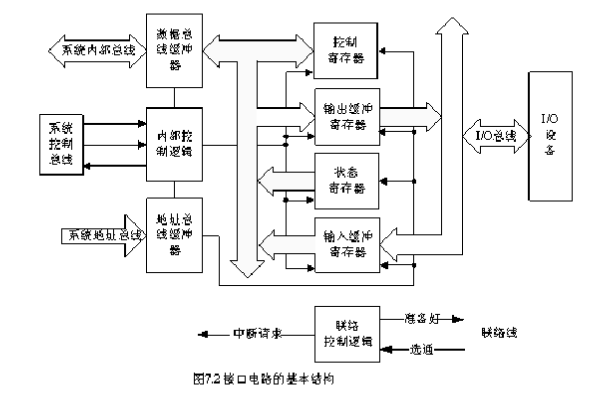 系统内部总线
数据总
线缓冲
器
控制
寄存器
系统
控制
总线
内部控
制逻辑
输出缓冲
寄存器
I/O总线
I/O
设
备
状态
寄存器
系统地址总线
地址总
线缓冲
器
输入缓冲
寄存器
中断请求
联络
控制逻辑
准备好
选通
联络线
图7.2接口电路的基本结构